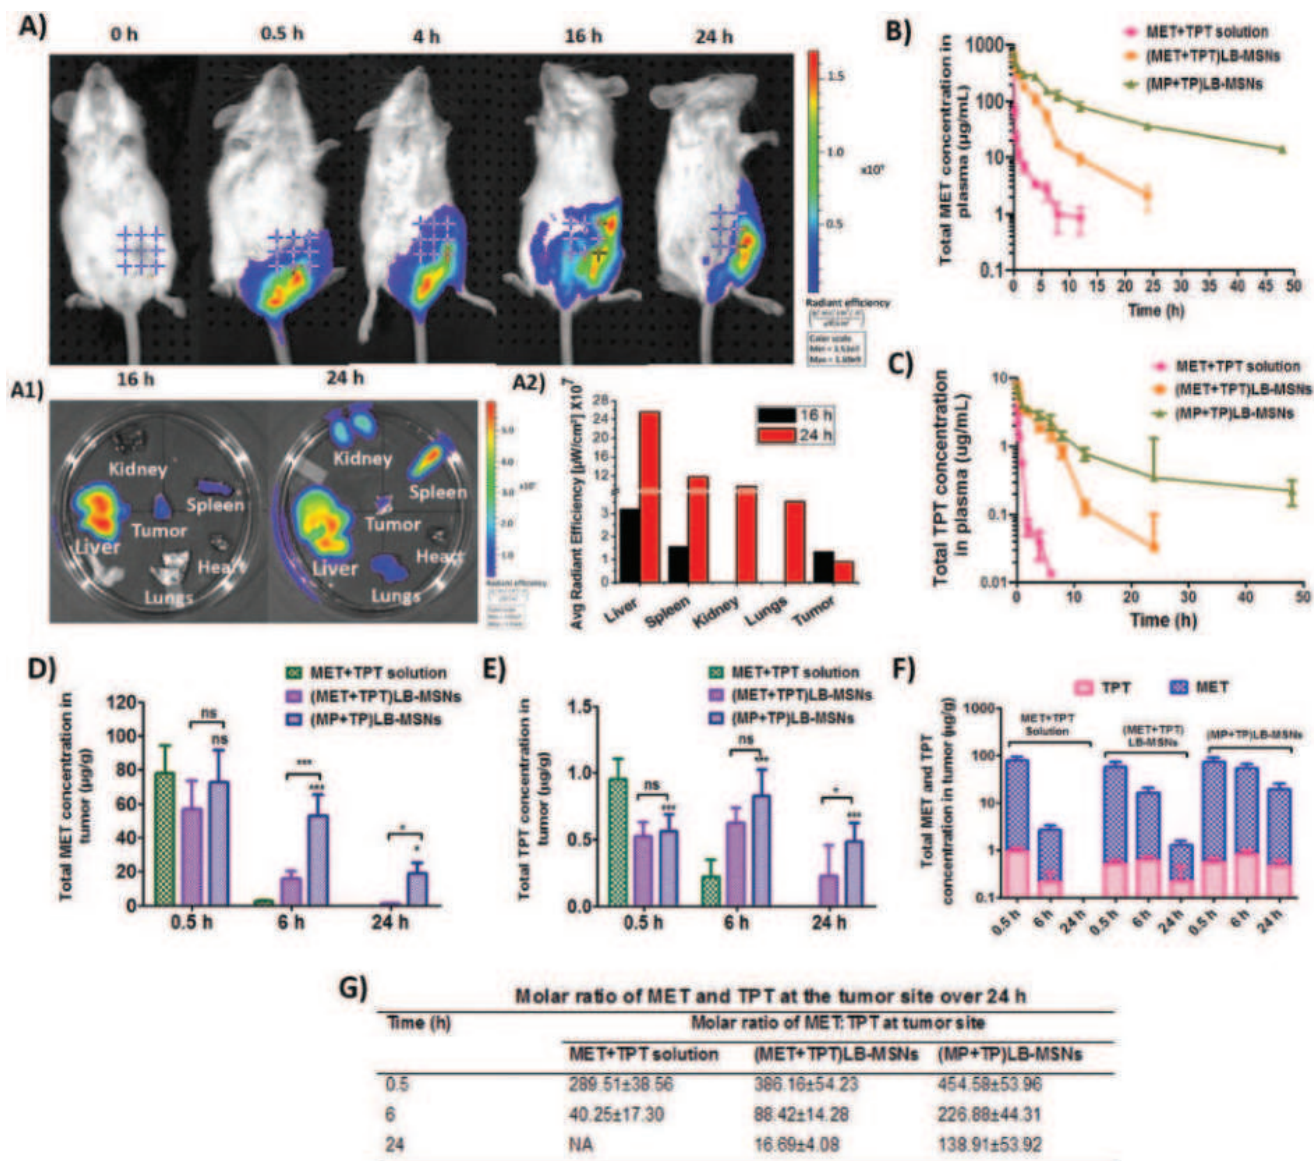 A)
0 h
0.5 h
4 h
16 h
24 h
1.5
1.0
0.5
x10⁹
Radiant efficiency
Color scale
A1)
16 h
24 h
Kidney
Spleen
Tumor
Liver
Heart
Lungs
Kidney
Spleen
Tumor
Liver
Heart
Lungs
Radiant efficiency
A2)
Avg Radiant Efficiency [µW/cm²] X10⁷
28
24
20
16
12
3
2
1
0
16 h
24 h
Liver
Spleen
Kidney
Lungs
Tumor
B)
MET+TPT solution
(MET+TPT)LB-MSNs
(MP+TP)LB-MSNs
Total MET concentration in
plasma (µg/mL)
1000
100
10
1
0.1
0 5 10 15 20 25 30 35 40 45 50
Time (h)
C)
MET+TPT solution
(MET+TPT)LB-MSNs
(MP+TP)LB-MSNs
Total TPT concentration
in plasma (ug/mL)
10
1
0.1
0.01
0 12 24 36 48
Time (h)
D)
MET+TPT solution
(MET+TPT)LB-MSNs
(MP+TP)LB-MSNs
Total MET concentration in
tumor (µg/g)
120
100
80
60
40
20
0
ns
ns
***
***
*
*
0.5 h
6 h
24 h
E)
MET+TPT solution
(MET+TPT)LB-MSNs
(MP+TP)LB-MSNs
Total TPT concentration in
tumor (µg/g)
1.5
1.0
0.5
0.0
ns
***
ns
***
*
***
0.5 h
6 h
24 h
F)
TPT
MET
Total MET and TPT
concentration in tumor (µg/g)
1000
100
10
1
0.1
MET+TPT
Solution
(MET+TPT)
LB-MSNs
(MP+TP)LB-MSNs
0.5 h
6 h
24 h
0.5 h
6 h
24 h
0.5 h
6 h
24 h
G)
Molar ratio of MET and TPT at the tumor site over 24 h
Time (h) Molar ratio of MET:TPT at tumor site
MET+TPT solution (MET+TPT)LB-MSNs (MP+TP)LB-MSNs
0.5 289.51±38.56 386.16±54.23 454.58±53.96
6 40.25±17.30 88.42±14.28 226.88±44.31
24 NA 16.69±4.08 138.91±53.92